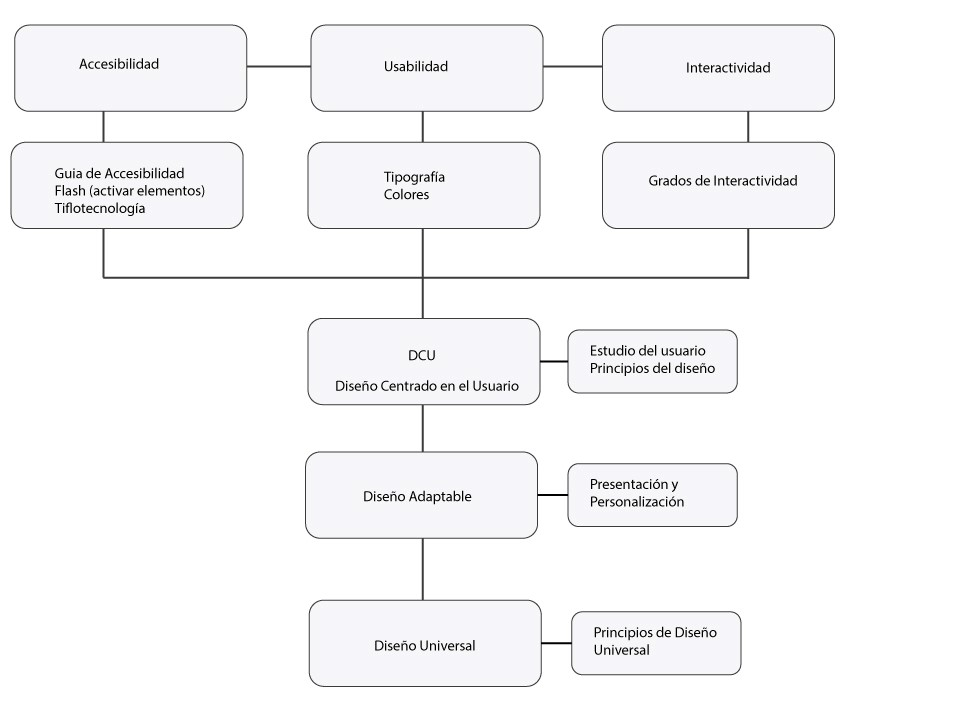 Accesibilidad
Usabilidad
Interactividad
Guia de Accesibilidad
Flash (activar elementos)
Tiflotecnología
Tipografía
Colores
Grados de Interactividad
DCU
Diseño Centrado en el Usuario
Estudio del usuario
Principios del diseño
Diseño Adaptable
Presentación y
Personalización
Diseño Universal
Principios de Diseño
Universal